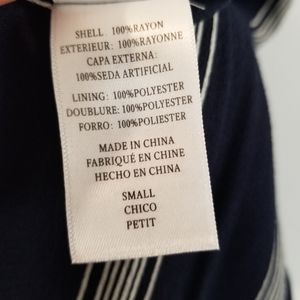 SHELL : 100%RAYON
EXTERIEUR: 100%RAYONNE
CAPA EXTERNA:
100%SEDA ARTIFICIAL
LINING: 100%POLYESTER
DOUBLURE: 100%POLYESTER
FORRO: 100%POLIESTER
MADE IN CHINA
FABRIQUÉ EN CHINE
HECHO EN CHINA
SMALL
CHICO
PETIT